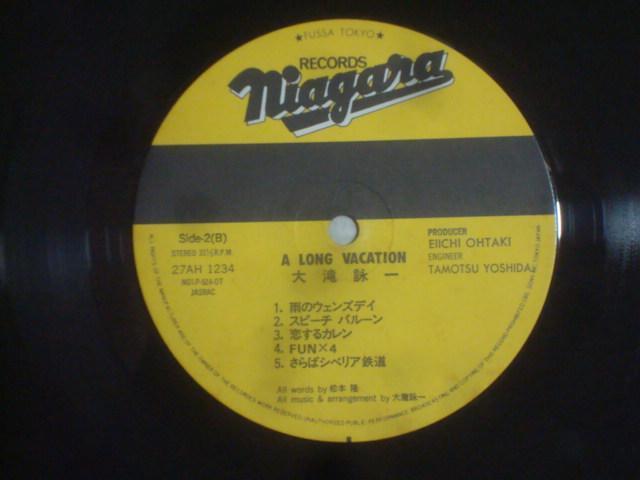 ★FUSSA TOKYO★
RECORDS
Niagara
Side-2(B)
STEREO 33⅓R.P.M.
27AH 1234
JASRAC
PRODUCER
EIICHI OHTAKI
ENGINEER
TAMOTSU YOSHIDA
A LONG VACATION
大滝詠一
1. 雨のウェンズデイ
2. スピーチ バルーン
3. 恋するカレン
4. FUN×4
5. さらばシベリア鉄道
All words by 松本 隆
All music & arrangement by 大滝詠一